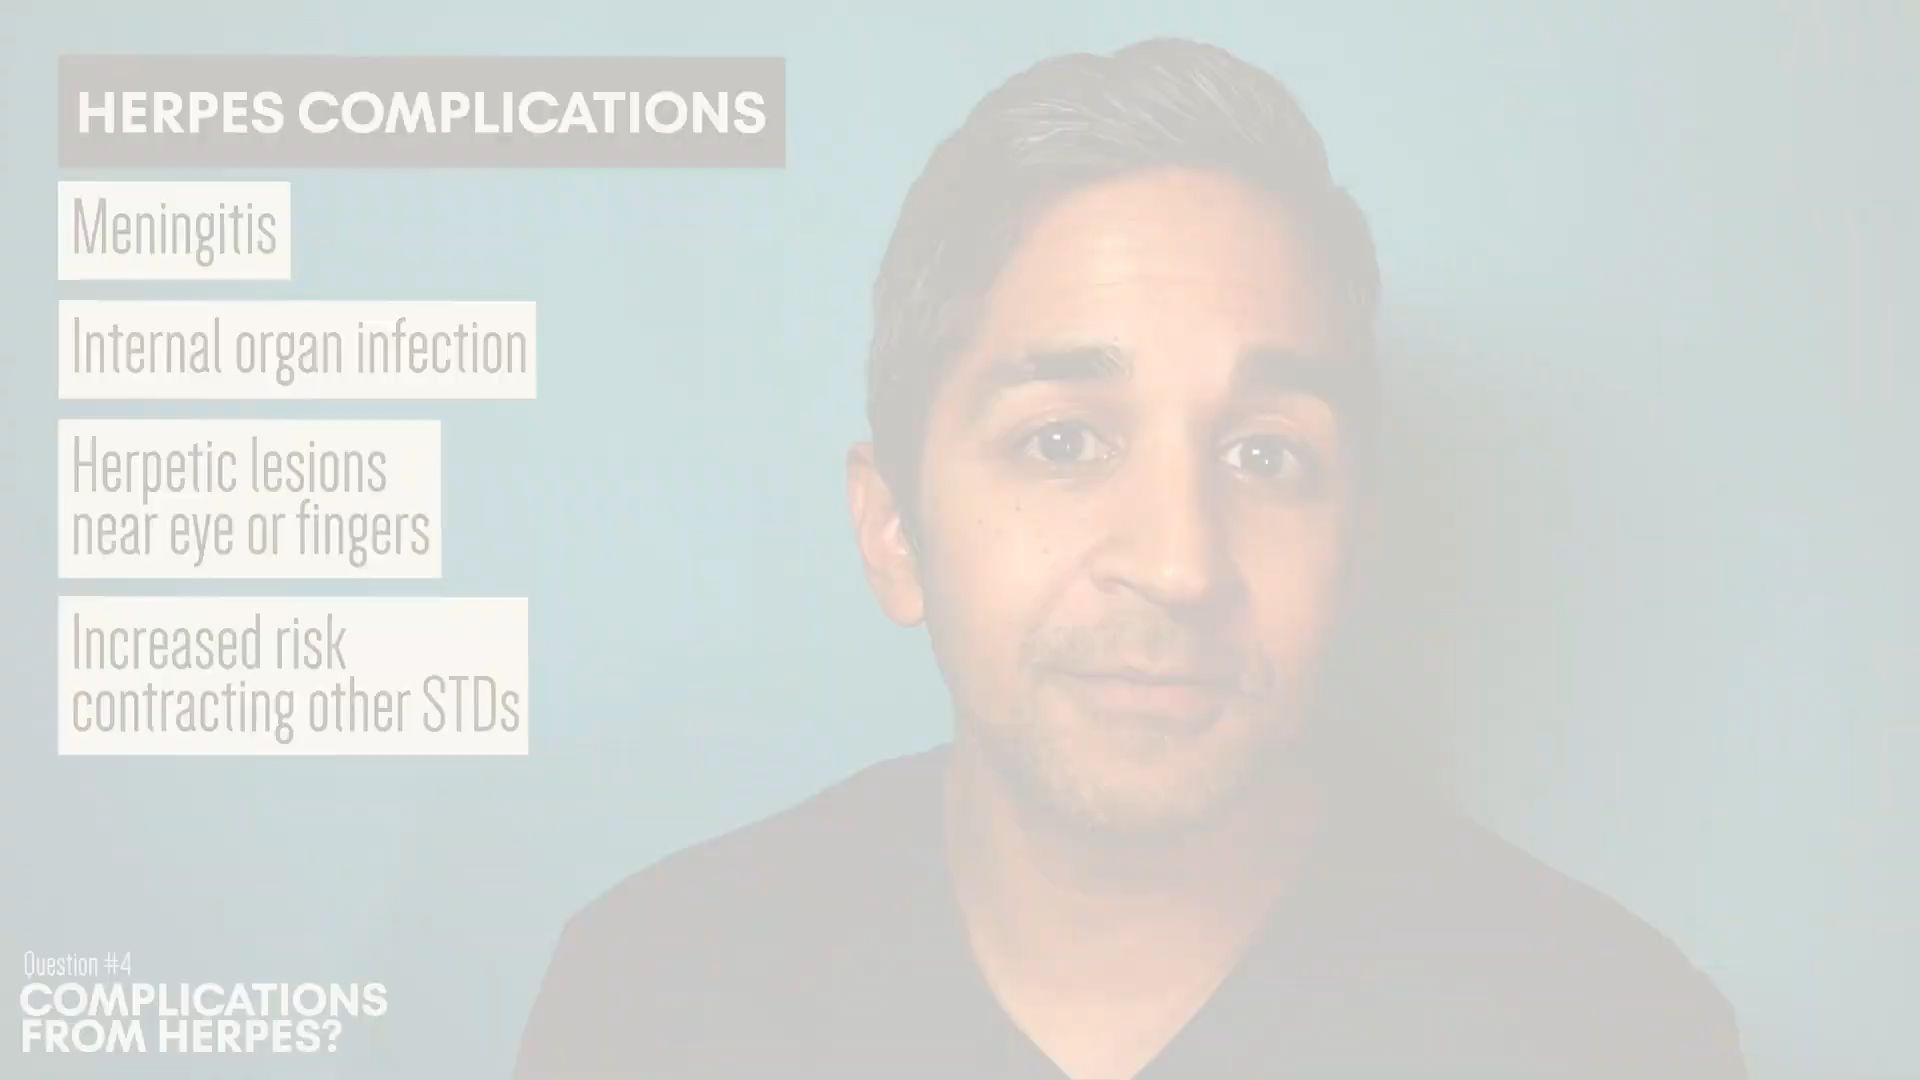 HERPES COMPLICATIONS
Meningitis
Internal organ infection
Herpetic lesions
near eye or fingers
Increased risk
contracting other STDs
Question #4
COMPLICATIONS
FROM HERPES?